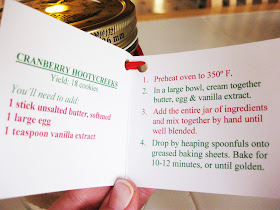 CRANBERRY HOOTYCREEKS
Yield: 18 cookies
You'll need to add:
1 stick unsalted butter, softened
1 large egg
1 teaspoon vanilla extract
1. Preheat oven to 350° F.
2. In a large bowl, cream together
butter, egg & vanilla extract.
3. Add the entire jar of ingredients
and mix together by hand until
well blended.
4. Drop by heaping spoonfuls onto
greased baking sheets. Bake for
10-12 minutes, or until golden.